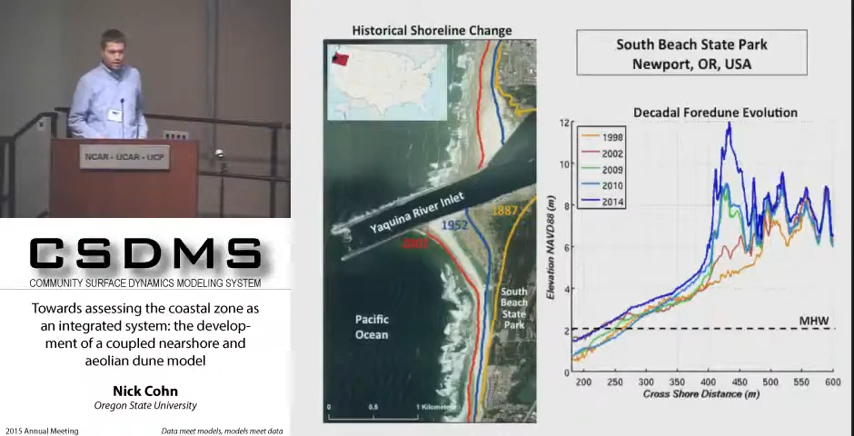 NCAR - UCAR - UCP
CSDMS
COMMUNITY SURFACE DYNAMICS MODELING SYSTEM
Towards assessing the coastal zone as
an integrated system: the develop-
ment of a coupled nearshore and
aeolian dune model
Nick Cohn
Oregon State University
2015 Annual Meeting
Data meet models, models meet data
Historical Shoreline Change
Yaquina River Inlet
1952
1887
South
Beach
State
Park
Pacific
Ocean
0
0.5
1 Kilometers
South Beach State Park
Newport, OR, USA
Decadal Foredune Evolution
1998
2002
2009
2010
2014
12
10
8
6
4
2
0
Elevation NAVD88 (m)
MHW
200 250 300 350 400 450 500 550 600
Cross Shore Distance (m)